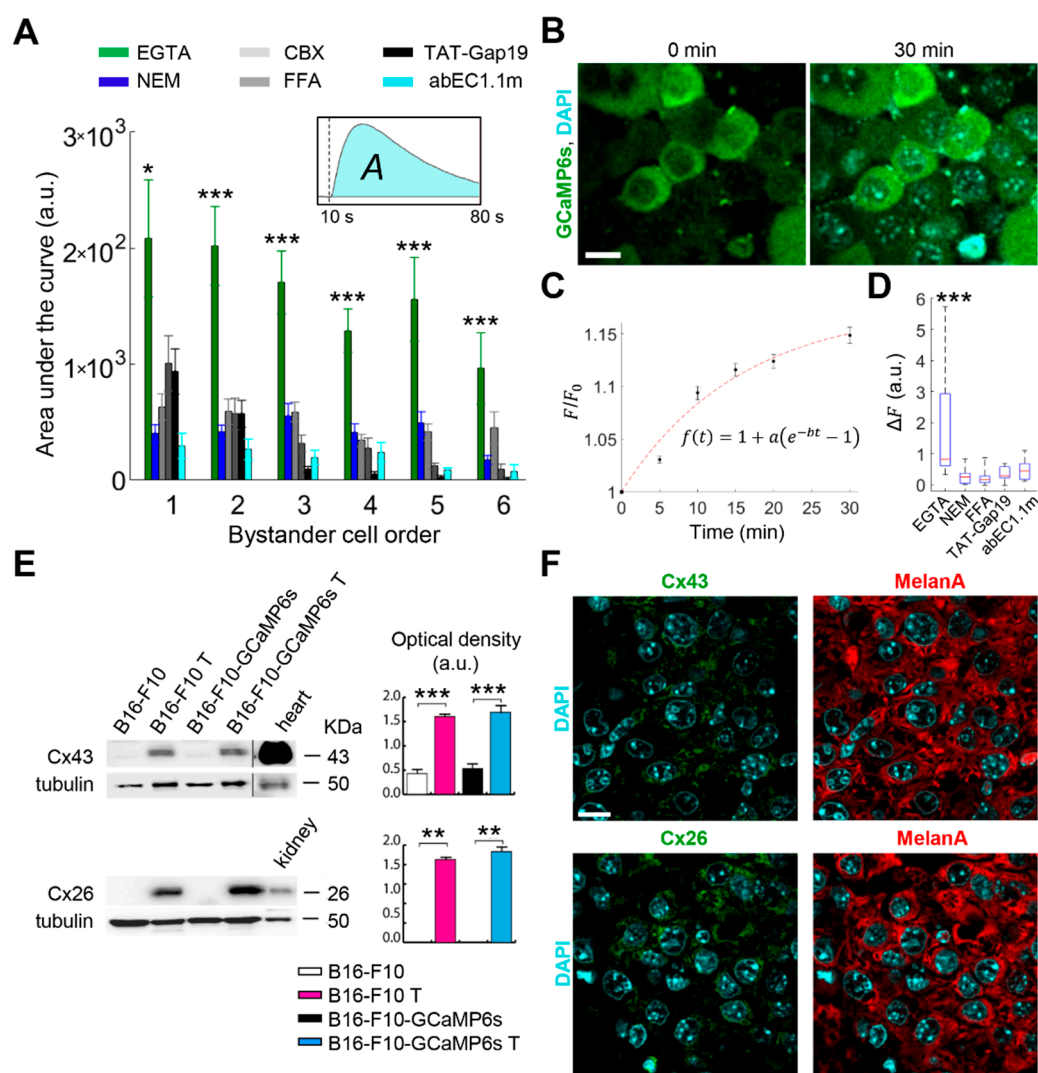 A
EGTA
CBX
TAT-Gap19
NEM
FFA
abEC1.1m
Area under the curve (a.u.)
3×10³
2×10²
1×10³
0
*
***
***
***
***
***
A
10 s
80 s
1 2 3 4 5 6
Bystander cell order
B
0 min
30 min
GCaMP6s, DAPI
C
F/F₀
1.15
1.1
1.05
1
f(t) = 1 + a(e⁻ᵇᵗ − 1)
0 5 10 15 20 25 30
Time (min)
D
ΔF (a.u.)
6
5
4
3
2
1
0
***
EGTA
NEM
FFA
TAT-Gap19
abEC1.1m
E
B16-F10
B16-F10 T
B16-F10-GCaMP6s
B16-F10-GCaMP6s T
heart
KDa
Cx43
43
tubulin
50
Optical density
(a.u.)
2.0
1.5
1.0
0.5
0.0
***
***
kidney
Cx26
26
tubulin
50
2.0
1.5
1.0
0.5
0.0
**
**
B16-F10
B16-F10 T
B16-F10-GCaMP6s
B16-F10-GCaMP6s T
F
Cx43
MelanA
DAPI
Cx26
MelanA
DAPI